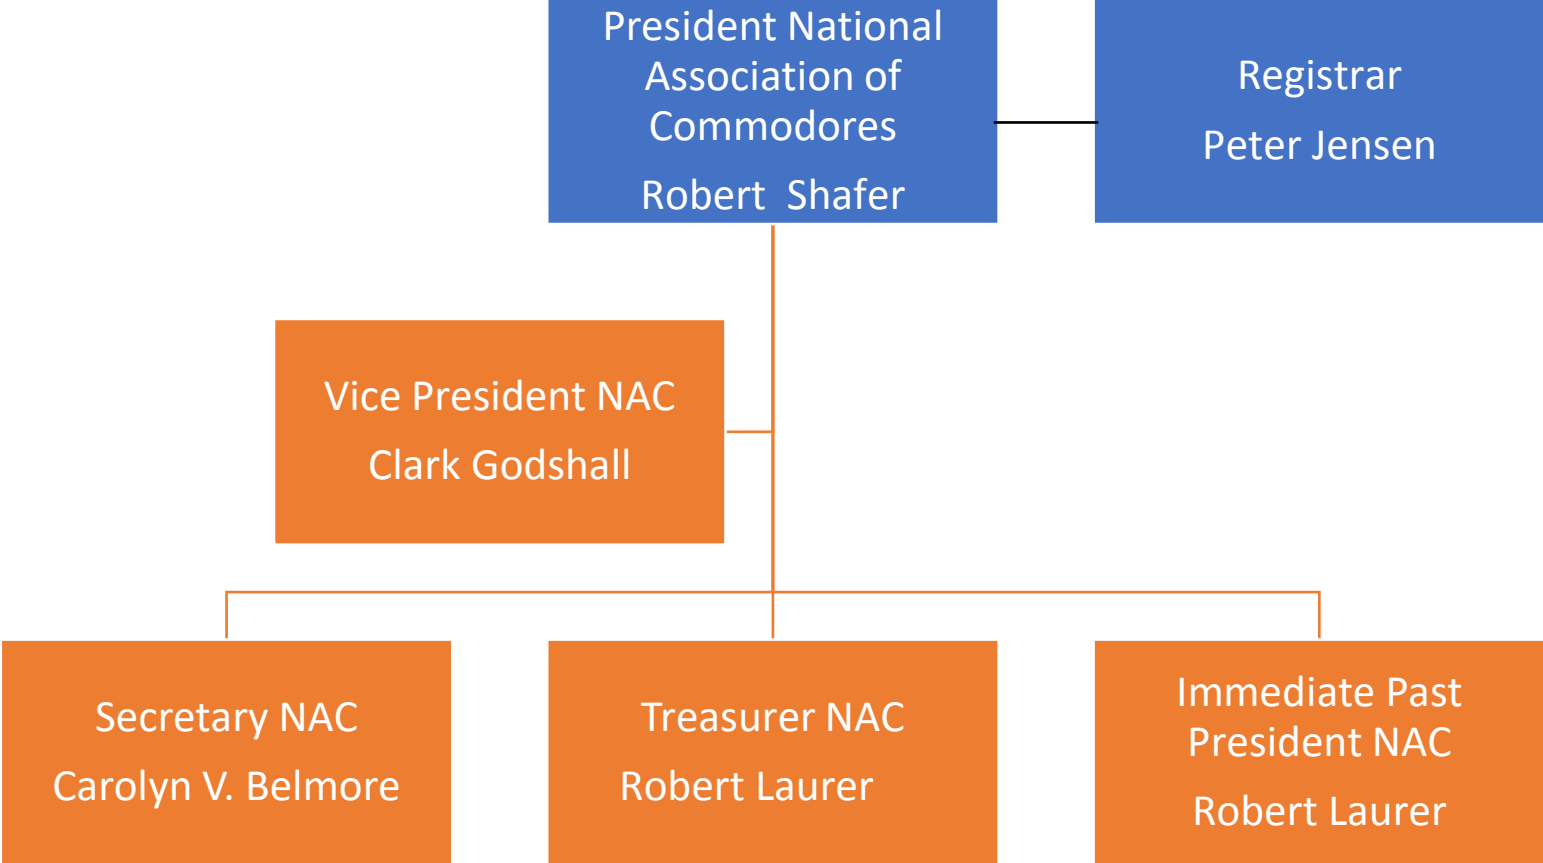 President National
Association of
Commodores
Robert  Shafer
Registrar
Peter Jensen
Vice President NAC
Clark Godshall
Secretary NAC
Carolyn V. Belmore
Treasurer NAC
Robert Laurer
Immediate Past
President NAC
Robert Laurer